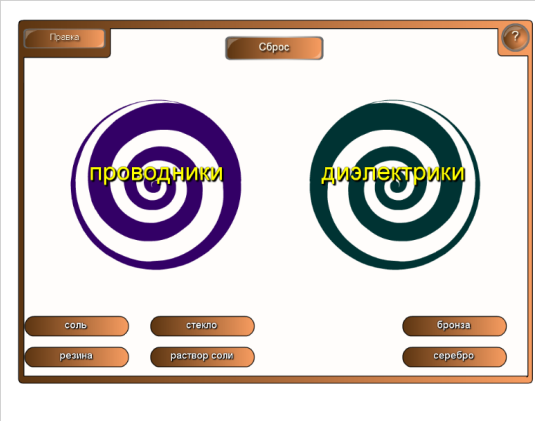 Правка
Сброс
?
проводники
диэлектрики
соль
стекло
бронза
резина
раствор соли
серебро